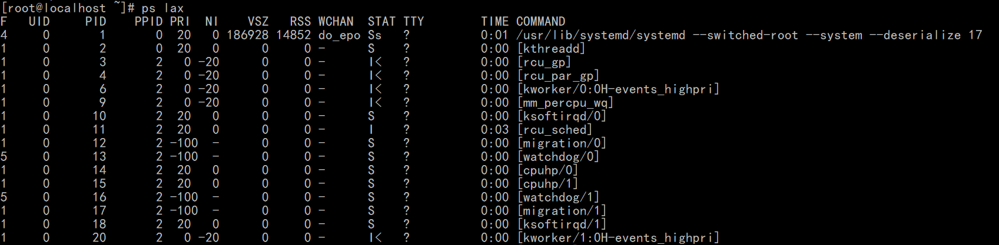 [root@localhost ~]# ps lax
F   UID     PID    PPID PRI  NI    VSZ   RSS WCHAN  STAT TTY        TIME COMMAND
4     0       1       0  20   0 186928 14852 do_epo Ss   ?          0:01 /usr/lib/systemd/systemd --switched-root --system --deserialize 17
1     0       2       0  20   0      0     0 -      S    ?          0:00 [kthreadd]
1     0       3       2   0 -20      0     0 -      I<   ?          0:00 [rcu_gp]
1     0       4       2   0 -20      0     0 -      I<   ?          0:00 [rcu_par_gp]
1     0       6       2   0 -20      0     0 -      I<   ?          0:00 [kworker/0:0H-events_highpri]
1     0       9       2   0 -20      0     0 -      I<   ?          0:00 [mm_percpu_wq]
1     0      10       2  20   0      0     0 -      S    ?          0:00 [ksoftirqd/0]
1     0      11       2  20   0      0     0 -      I    ?          0:03 [rcu_sched]
1     0      12       2 -100  -      0     0 -      S    ?          0:00 [migration/0]
5     0      13       2 -100  -      0     0 -      S    ?          0:00 [watchdog/0]
1     0      14       2  20   0      0     0 -      S    ?          0:00 [cpuhp/0]
1     0      15       2  20   0      0     0 -      S    ?          0:00 [cpuhp/1]
5     0      16       2 -100  -      0     0 -      S    ?          0:00 [watchdog/1]
1     0      17       2 -100  -      0     0 -      S    ?          0:00 [migration/1]
1     0      18       2  20   0      0     0 -      S    ?          0:00 [ksoftirqd/1]
1     0      20       2   0 -20      0     0 -      I<   ?          0:00 [kworker/1:0H-events_highpri]